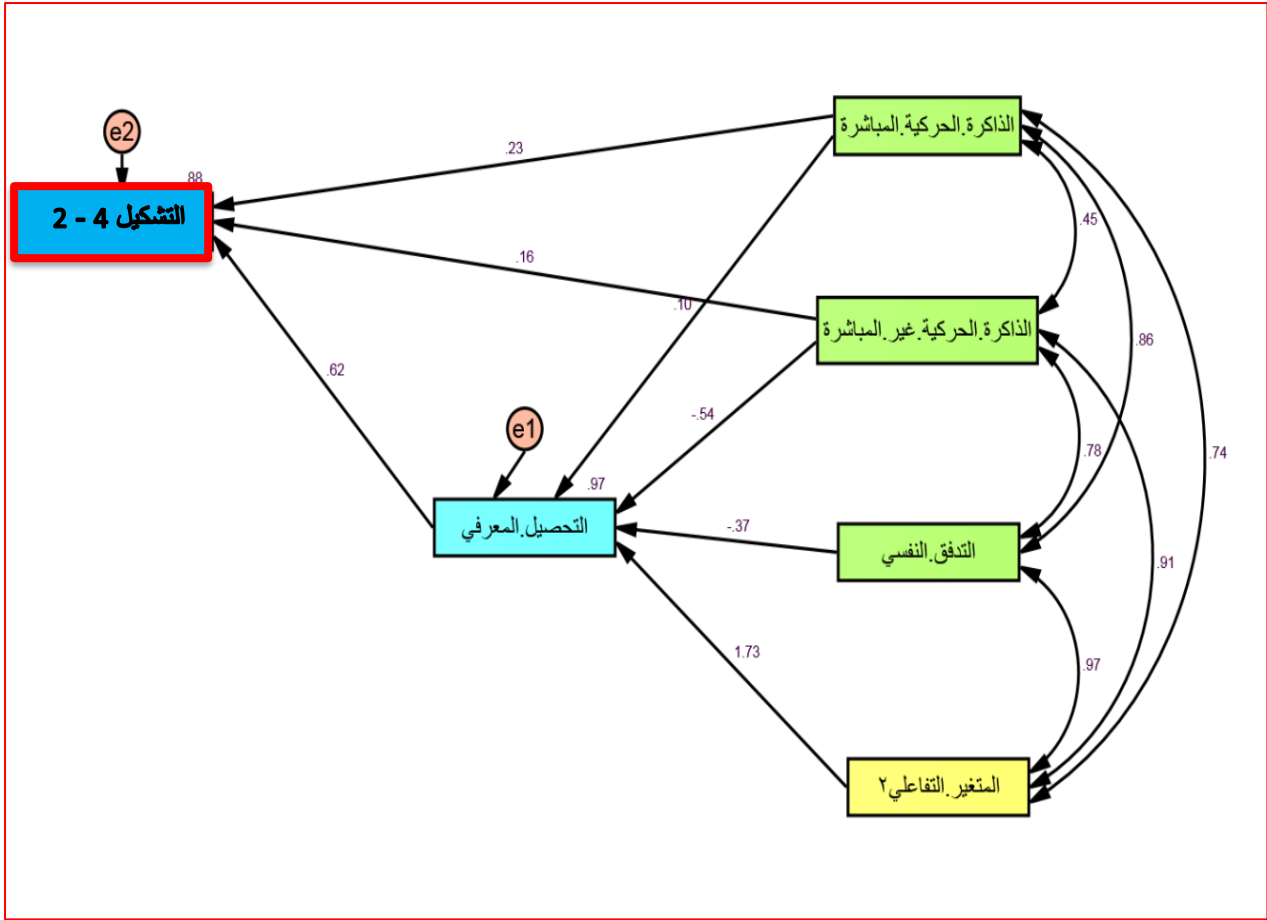 الذاكرة.الحركية.المباشرة
e2
.23
.88
التشكيل 4 - 2
.45
.16
.10
الذاكرة.الحركية.غير.المباشرة
.86
.62
-.54
e1
.78
.74
.97
التحصيل.المعرفي
-.37
التدفق.النفسي
.91
1.73
.97
المتغير.التفاعلي٢